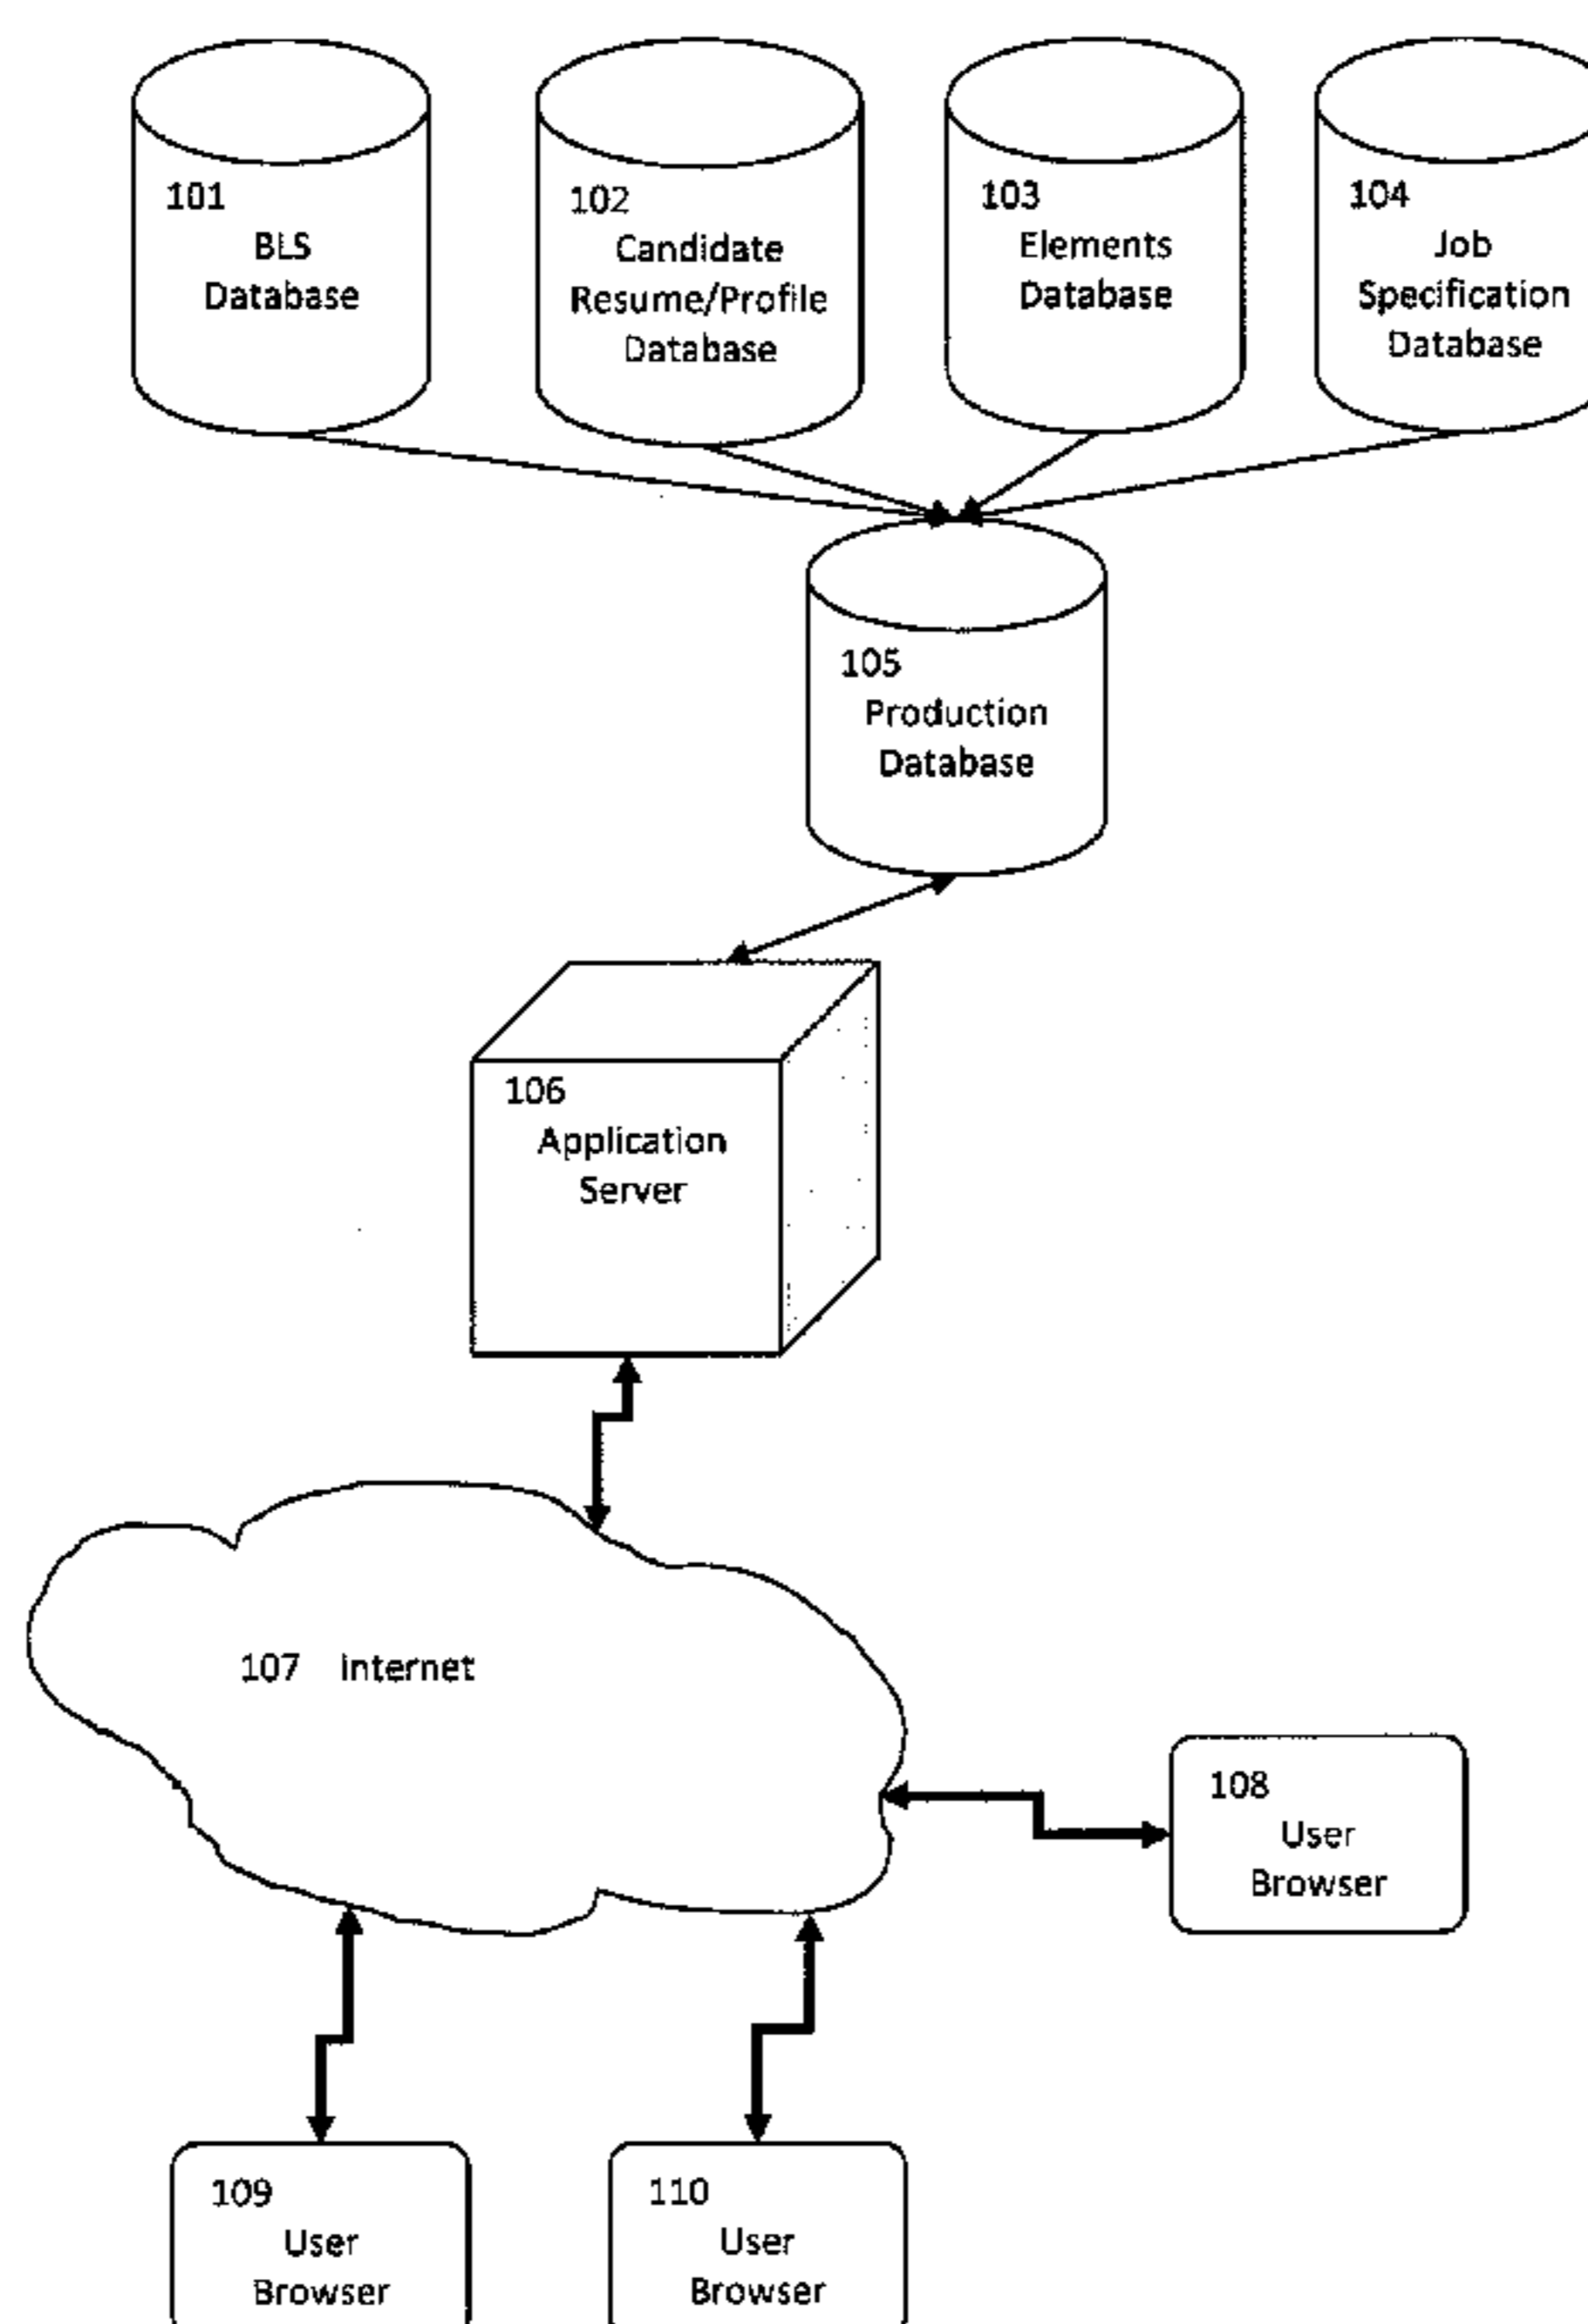 101
BLS
Database
102
Candidate
Resume/Profile
Database
103
Elements
Database
104
Job
Specification
Database
105
Production
Database
106
Application
Server
107 Internet
108
User
Browser
109
User
Browser
110
User
Browser